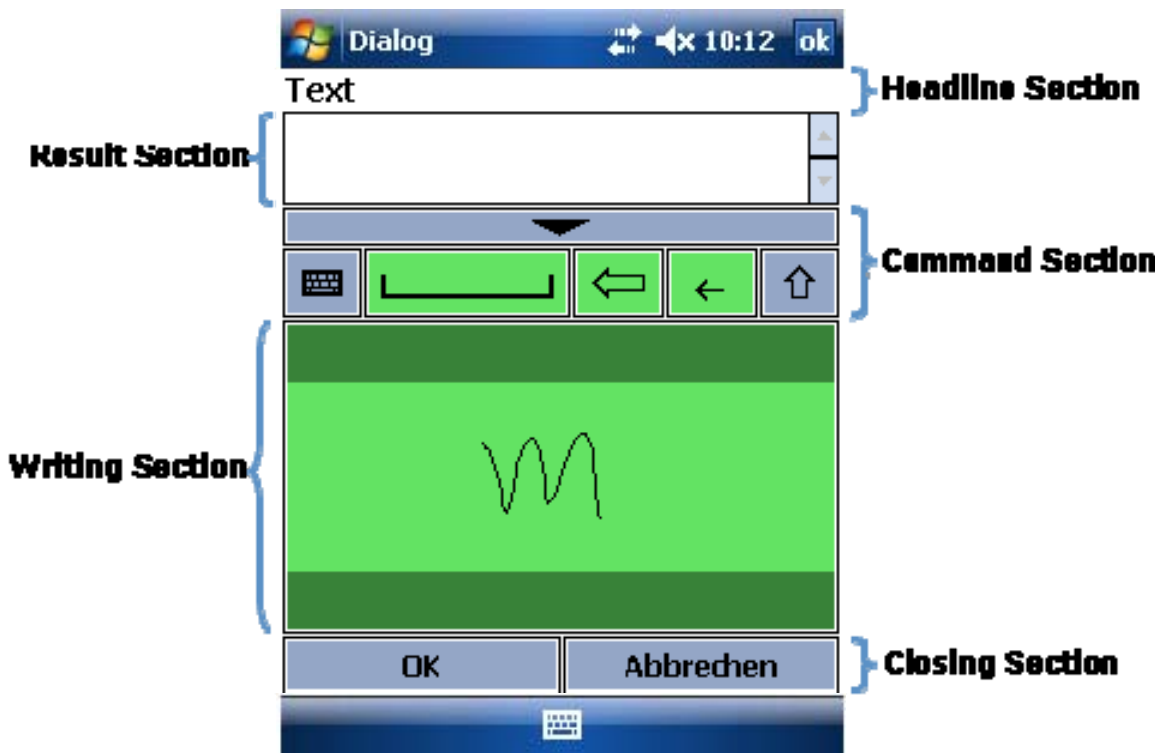 Dialog 10:12 ok
Text
Headline Section
Result Section
Command Section
Writing Section
m
OK Abbrechen
Closing Section